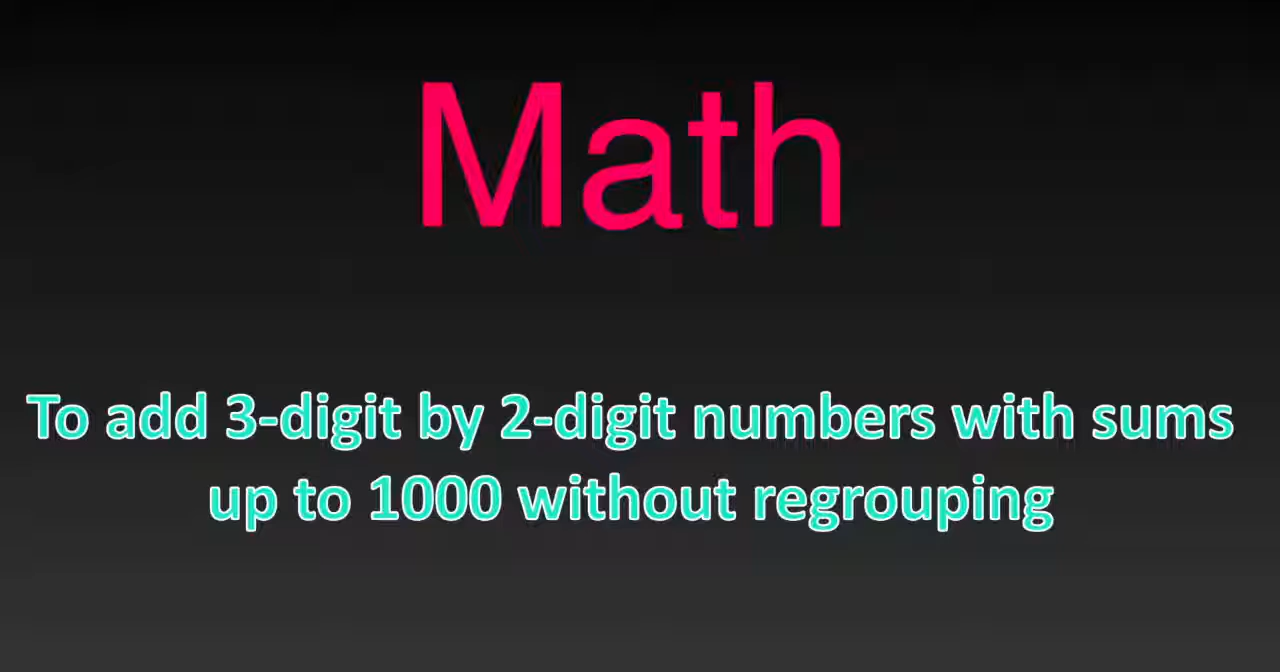 Math
To add 3-digit by 2-digit numbers with sums
up to 1000 without regrouping